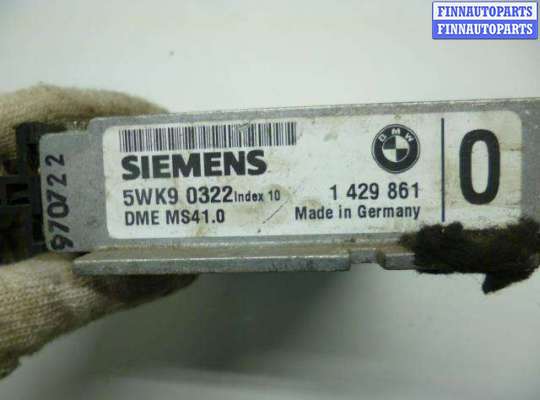 FINNAUTOPARTS
FINNAUTOPARTS
970722
SIEMENS
BMW
0
5WK9 0322 Index 10
1 429 861
DME MS41.0
Made in Germany